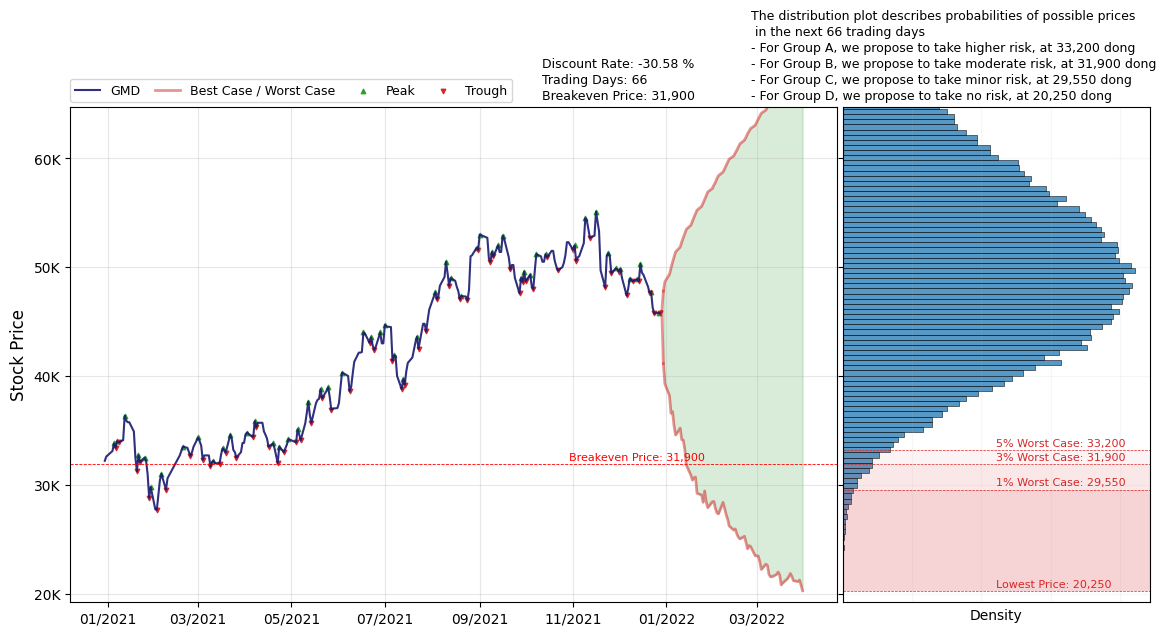 The distribution plot describes probabilities of possible prices
in the next 66 trading days
- For Group A, we propose to take higher risk, at 33,200 dong
- For Group B, we propose to take moderate risk, at 31,900 dong
- For Group C, we propose to take minor risk, at 29,550 dong
- For Group D, we propose to take no risk, at 20,250 dong
Discount Rate: -30.58 %
Trading Days: 66
Breakeven Price: 31,900
GMD
Best Case / Worst Case
Peak
Trough
Stock Price
60K
50K
40K
30K
20K
Breakeven Price: 31,900
5% Worst Case: 33,200
3% Worst Case: 31,900
1% Worst Case: 29,550
Lowest Price: 20,250
01/2021
03/2021
05/2021
07/2021
09/2021
11/2021
01/2022
03/2022
Density